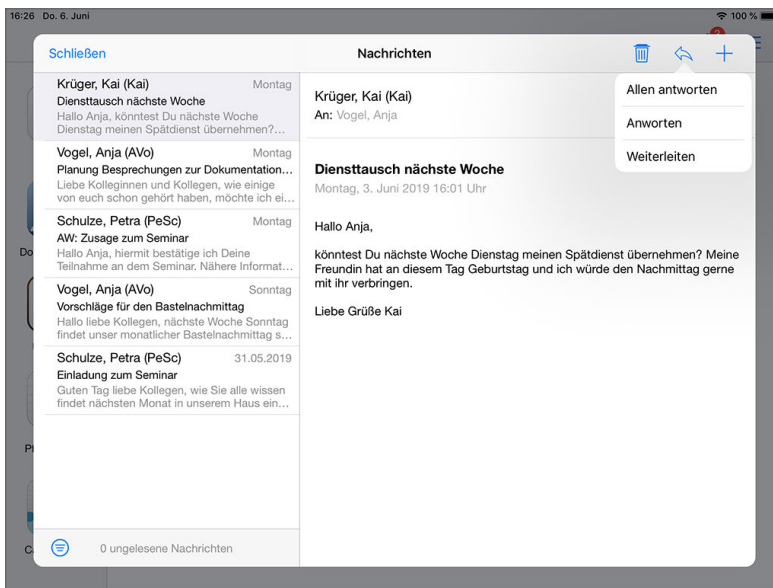 16:26 Do. 6. Juni
100 %
Schließen
Nachrichten
Krüger, Kai (Kai) Montag
Diensttausch nächste Woche
Hallo Anja, könntest Du nächste Woche
Dienstag meinen Spätdienst übernehmen?...
Vogel, Anja (AVo) Montag
Planung Besprechungen zur Dokumentation...
Liebe Kolleginnen und Kollegen, wie einige
von euch schon gehört haben, möchte ich ei...
Schulze, Petra (PeSc) Montag
AW: Zusage zum Seminar
Hallo Anja, hiermit bestätige ich Deine
Teilnahme an dem Seminar. Nähere Informat...
Vogel, Anja (AVo) Sonntag
Vorschläge für den Bastelnachmittag
Hallo liebe Kollegen, nächste Woche Sonntag
findet unser monatlicher Bastelnachmittag s...
Schulze, Petra (PeSc) 31.05.2019
Einladung zum Seminar
Guten Tag liebe Kollegen, wie Sie alle wissen
findet nächsten Monat in unserem Haus ein...
0 ungelesene Nachrichten
Krüger, Kai (Kai)
An: Vogel, Anja
Diensttausch nächste Woche
Montag, 3. Juni 2019 16:01 Uhr
Hallo Anja,
könntest Du nächste Woche Dienstag meinen Spätdienst übernehmen? Meine
Freundin hat an diesem Tag Geburtstag und ich würde den Nachmittag gerne
mit ihr verbringen.
Liebe Grüße Kai
Allen antworten
Anworten
Weiterleiten
Do
Pl